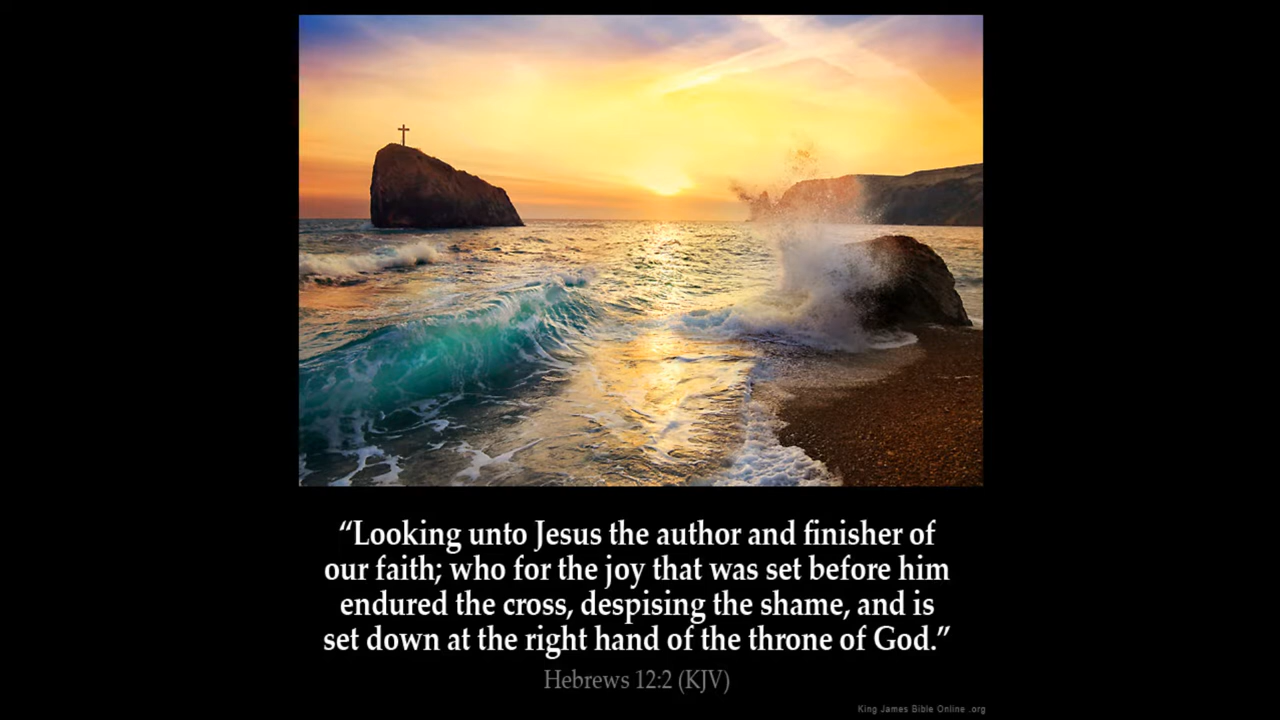 “Looking unto Jesus the author and finisher of
our faith; who for the joy that was set before him
endured the cross, despising the shame, and is
set down at the right hand of the throne of God.”
Hebrews 12:2 (KJV)
King James Bible Online .org